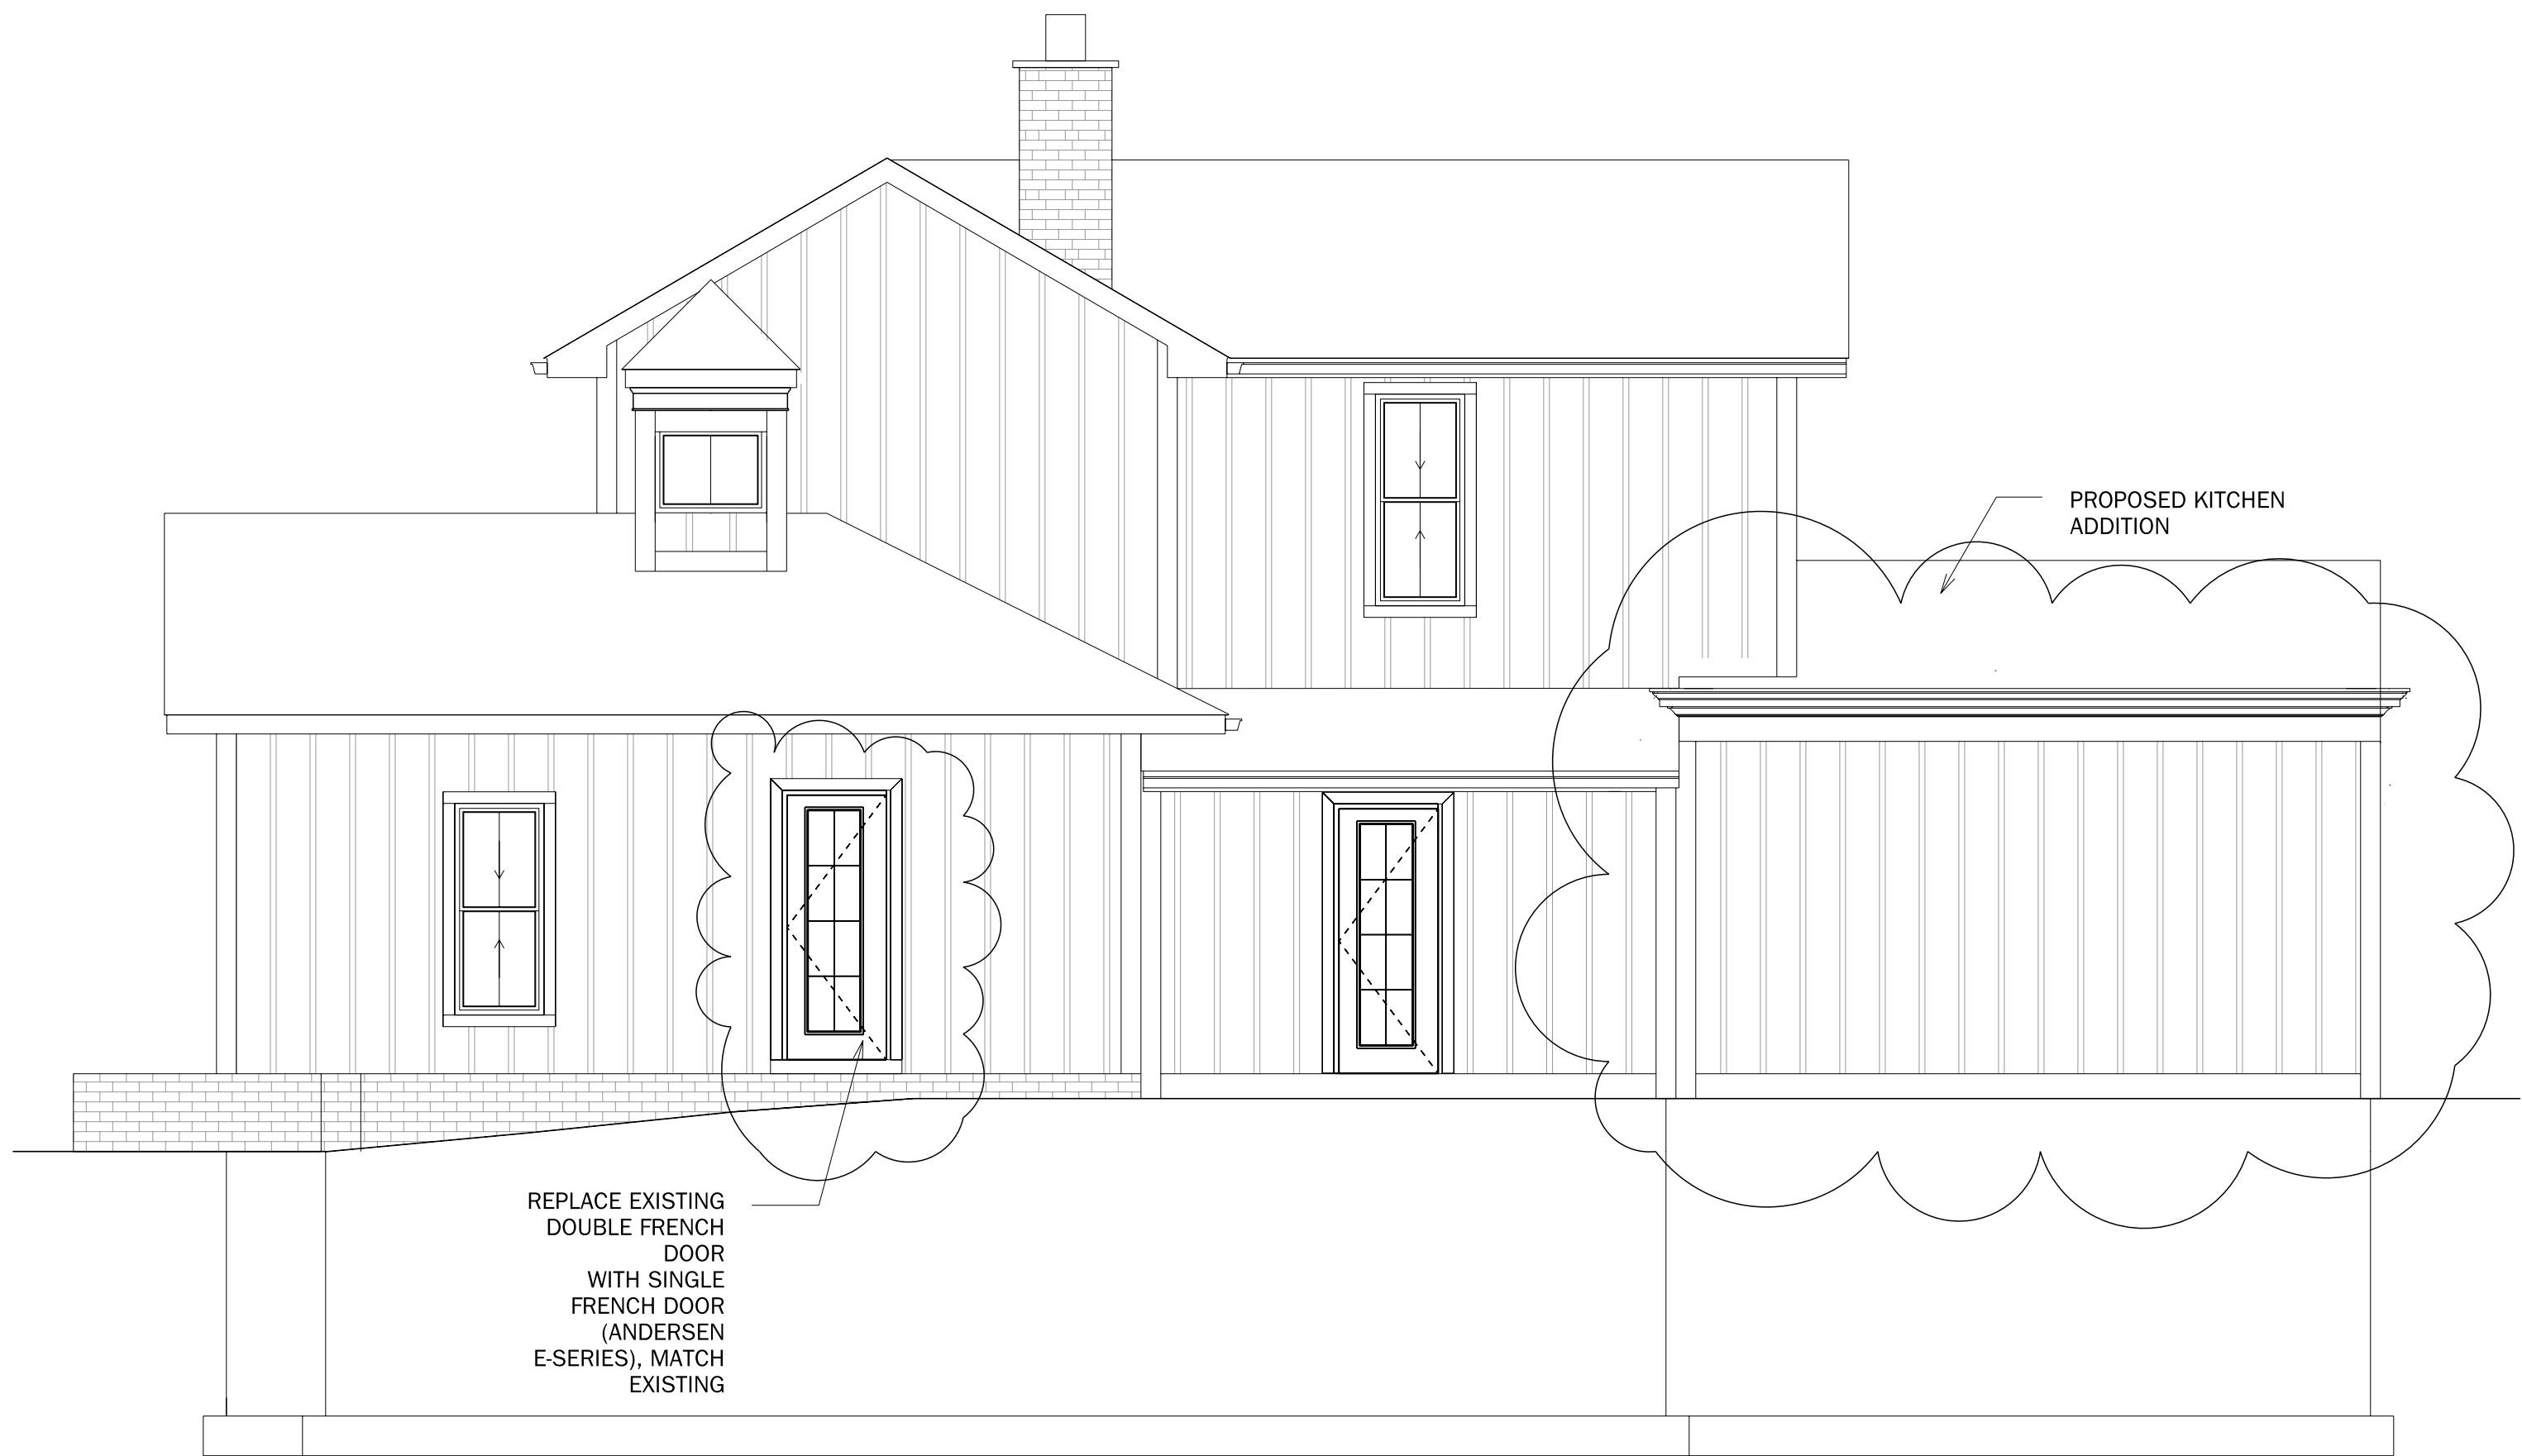 PROPOSED KITCHEN
ADDITION
REPLACE EXISTING
DOUBLE FRENCH
DOOR
WITH SINGLE
FRENCH DOOR
(ANDERSEN
E-SERIES), MATCH
EXISTING